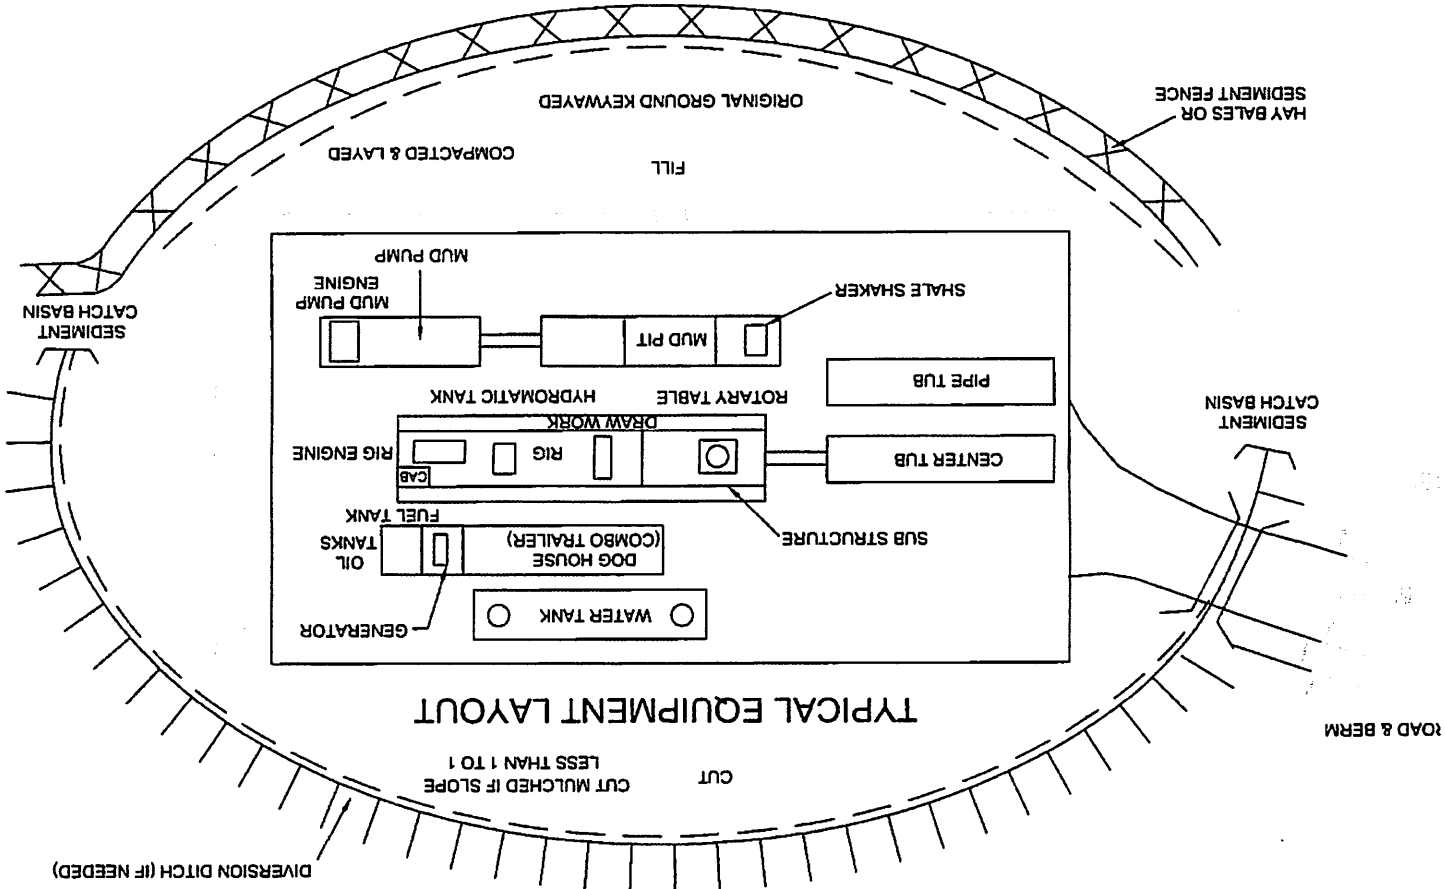 DIVERSION DITCH (IF NEEDED)
CUT
CUT MULCHED IF SLOPE
LESS THAN 1 TO 1
ROAD & BERM
TYPICAL EQUIPMENT LAYOUT
WATER TANK
GENERATOR
DOG HOUSE
(COMBO TRAILER)
OIL
TANKS
FUEL TANK
SUB STRUCTURE
CENTER TUB
RIG
CAB
RIG ENGINE
DRAW WORK
SEDIMENT
CATCH BASIN
ROTARY TABLE
HYDROMATIC TANK
PIPE TUB
MUD PIT
SEDIMENT
CATCH BASIN
SHALE SHAKER
MUD PUMP
ENGINE
MUD PUMP
FILL
COMPACTED & LAYED
ORIGINAL GROUND KEYWAYED
HAY BALES OR
SEDIMENT FENCE